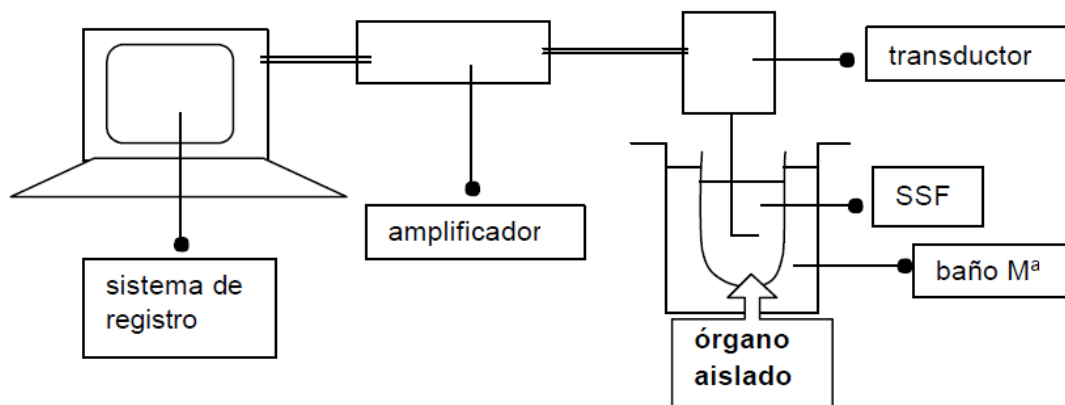 transductor
SSF
amplificador
baño Mª
sistema de
registro
órgano
aislado